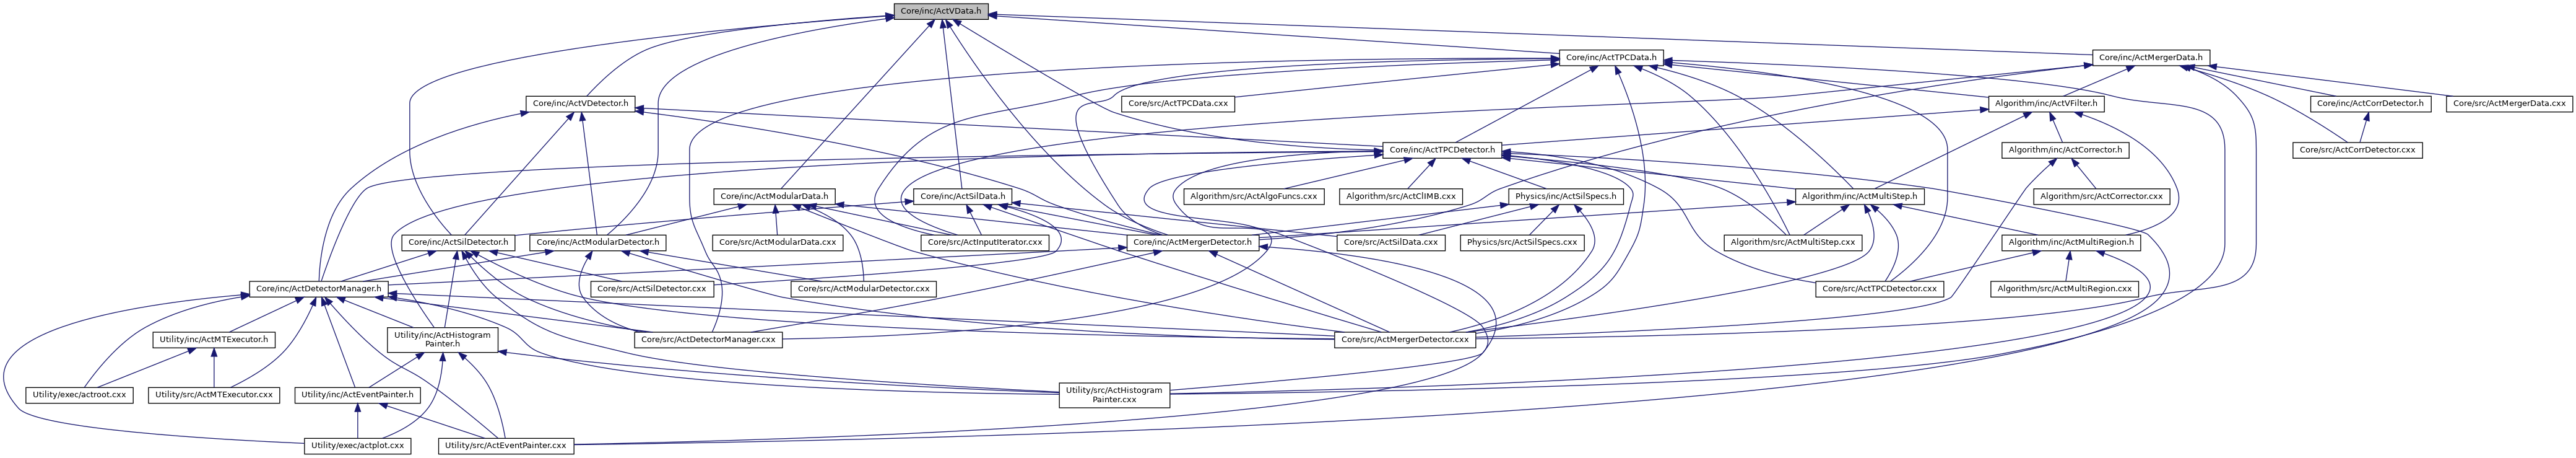 Core/inc/ActVData.h
Core/inc/ActTPCData.h
Core/inc/ActMergerData.h
Core/inc/ActVDetector.h
Core/src/ActTPCData.cxx
Algorithm/inc/ActVFilter.h
Core/inc/ActCorrDetector.h
Core/src/ActMergerData.cxx
Core/inc/ActTPCDetector.h
Algorithm/inc/ActCorrector.h
Core/src/ActCorrDetector.cxx
Core/inc/ActModularData.h
Core/inc/ActSilData.h
Algorithm/src/ActAlgoFuncs.cxx
Algorithm/src/ActClIMB.cxx
Physics/inc/ActSilSpecs.h
Algorithm/inc/ActMultiStep.h
Algorithm/src/ActCorrector.cxx
Core/inc/ActSilDetector.h
Core/inc/ActModularDetector.h
Core/src/ActModularData.cxx
Core/src/ActInputIterator.cxx
Core/inc/ActMergerDetector.h
Core/src/ActSilData.cxx
Physics/src/ActSilSpecs.cxx
Algorithm/src/ActMultiStep.cxx
Algorithm/inc/ActMultiRegion.h
Core/inc/ActDetectorManager.h
Core/src/ActSilDetector.cxx
Core/src/ActModularDetector.cxx
Core/src/ActTPCDetector.cxx
Algorithm/src/ActMultiRegion.cxx
Utility/inc/ActMTExecutor.h
Utility/inc/ActHistogram
Painter.h
Core/src/ActDetectorManager.cxx
Core/src/ActMergerDetector.cxx
Utility/exec/actroot.cxx
Utility/src/ActMTExecutor.cxx
Utility/inc/ActEventPainter.h
Utility/src/ActHistogram
Painter.cxx
Utility/exec/actplot.cxx
Utility/src/ActEventPainter.cxx